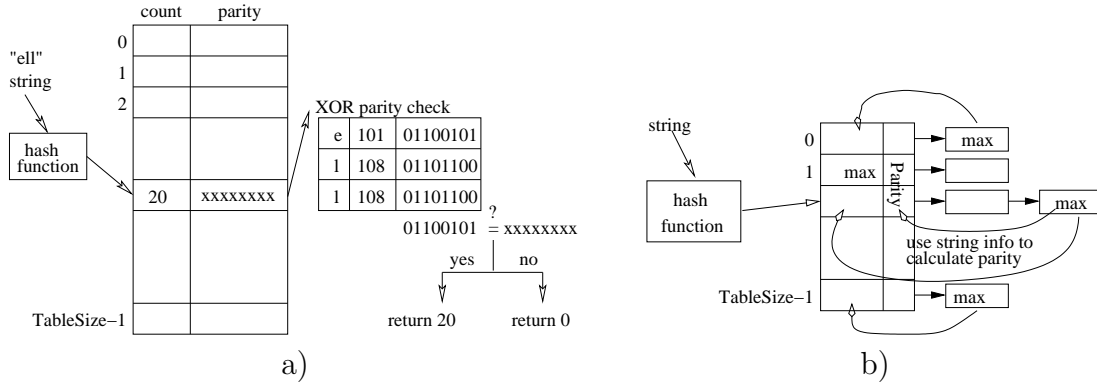 count parity
0
"ell"
string
1
2
hash
function
XOR parity check
e 101 01100101
l 108 01101100
l 108 01101100
20 xxxxxxxx
?
01100101 = xxxxxxxx
yes no
return 20 return 0
TableSize−1
a)
string
hash
function
0
1
max
Parity
max
max
use string info to
calculate parity
TableSize−1
max
b)